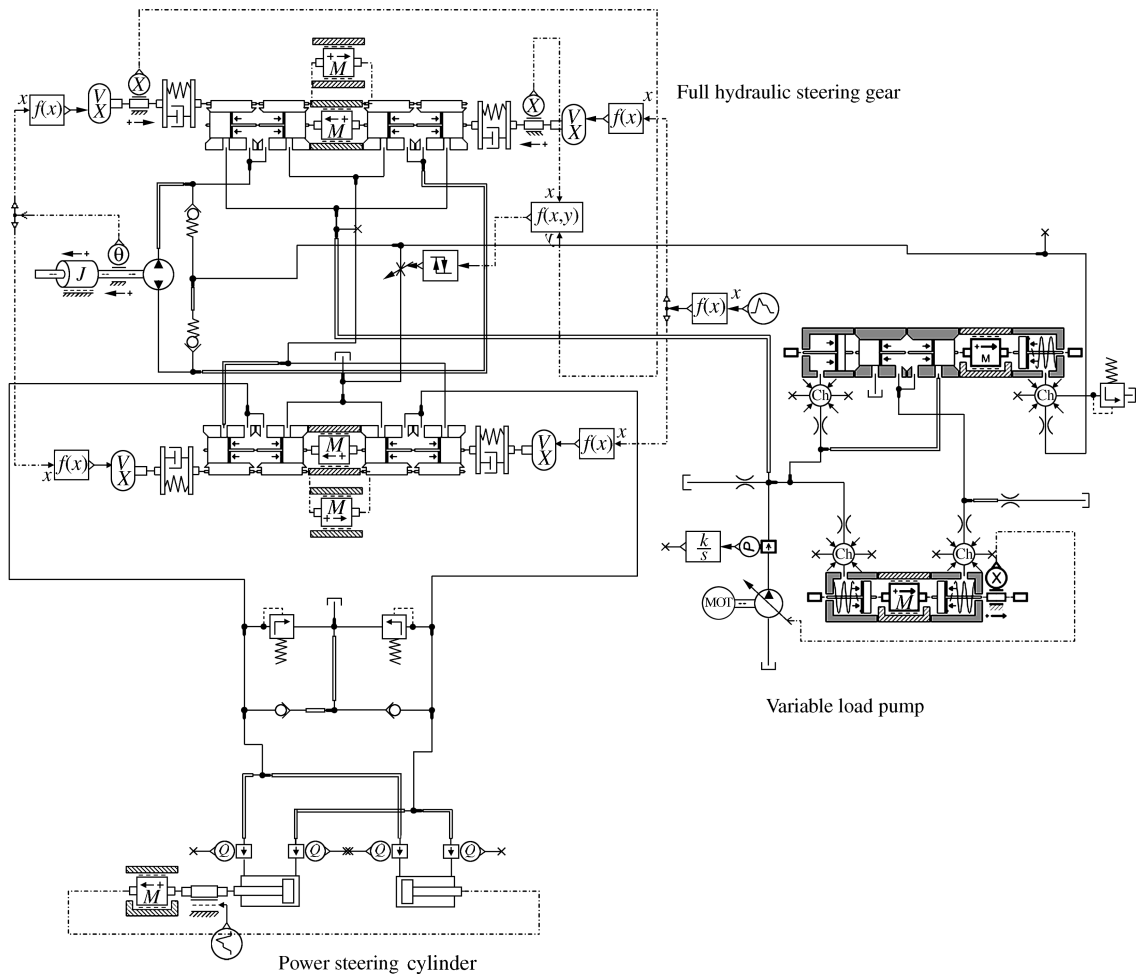 M
X
x
f(x)
V
X
M
X
V
X
f(x)
x
Full hydraulic steering gear
x
f(x,y)
y
θ
J
f(x)
x
M
Ch
Ch
x
f(x)
V
X
M
V
X
f(x)
x
M
k
s
P
Ch
Ch
X
MOT
M
Variable load pump
Q
Q
Q
Q
M
Power steering cylinder